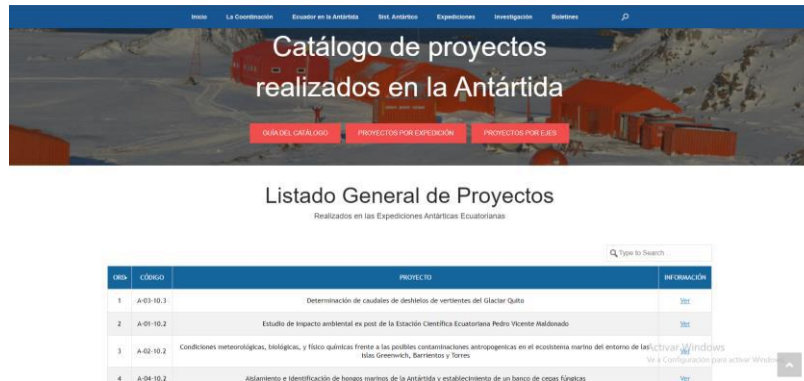 Inicio La Coordinación Ecuador en la Antártida Sist. Antártico Expediciones Investigación Boletines
Catálogo de proyectos
realizados en la Antártida
GUÍA DEL CATÁLOGO PROYECTOS POR EXPEDICIÓN PROYECTOS POR EJES
Listado General de Proyectos
Realizados en las Expediciones Antárticas Ecuatorianas
Type to Search
ORD CÓDIGO PROYECTO INFORMACIÓN
1 A-03-10.3 Determinación de caudales de deshielos de vertientes del Glaciar Quito Ver
2 A-01-10.2 Estudio de impacto ambiental ex post de la Estación Científica Ecuatoriana Pedro Vicente Maldonado Ver
3 A-02-10.2 Condiciones meteorológicas, biológicas, y físico químicas frente a las posibles contaminaciones antropogenicas en el ecosistema marino del entorno de las Ver
islas Greenwich, Barrientos y Torres
Activar Windows
Ve a Configuración para activar Windows.
4 A-04-10.2 Aislamiento e identificación de hongos marinos de la Antártida y establecimiento de un banco de cepas fúngicas Ver